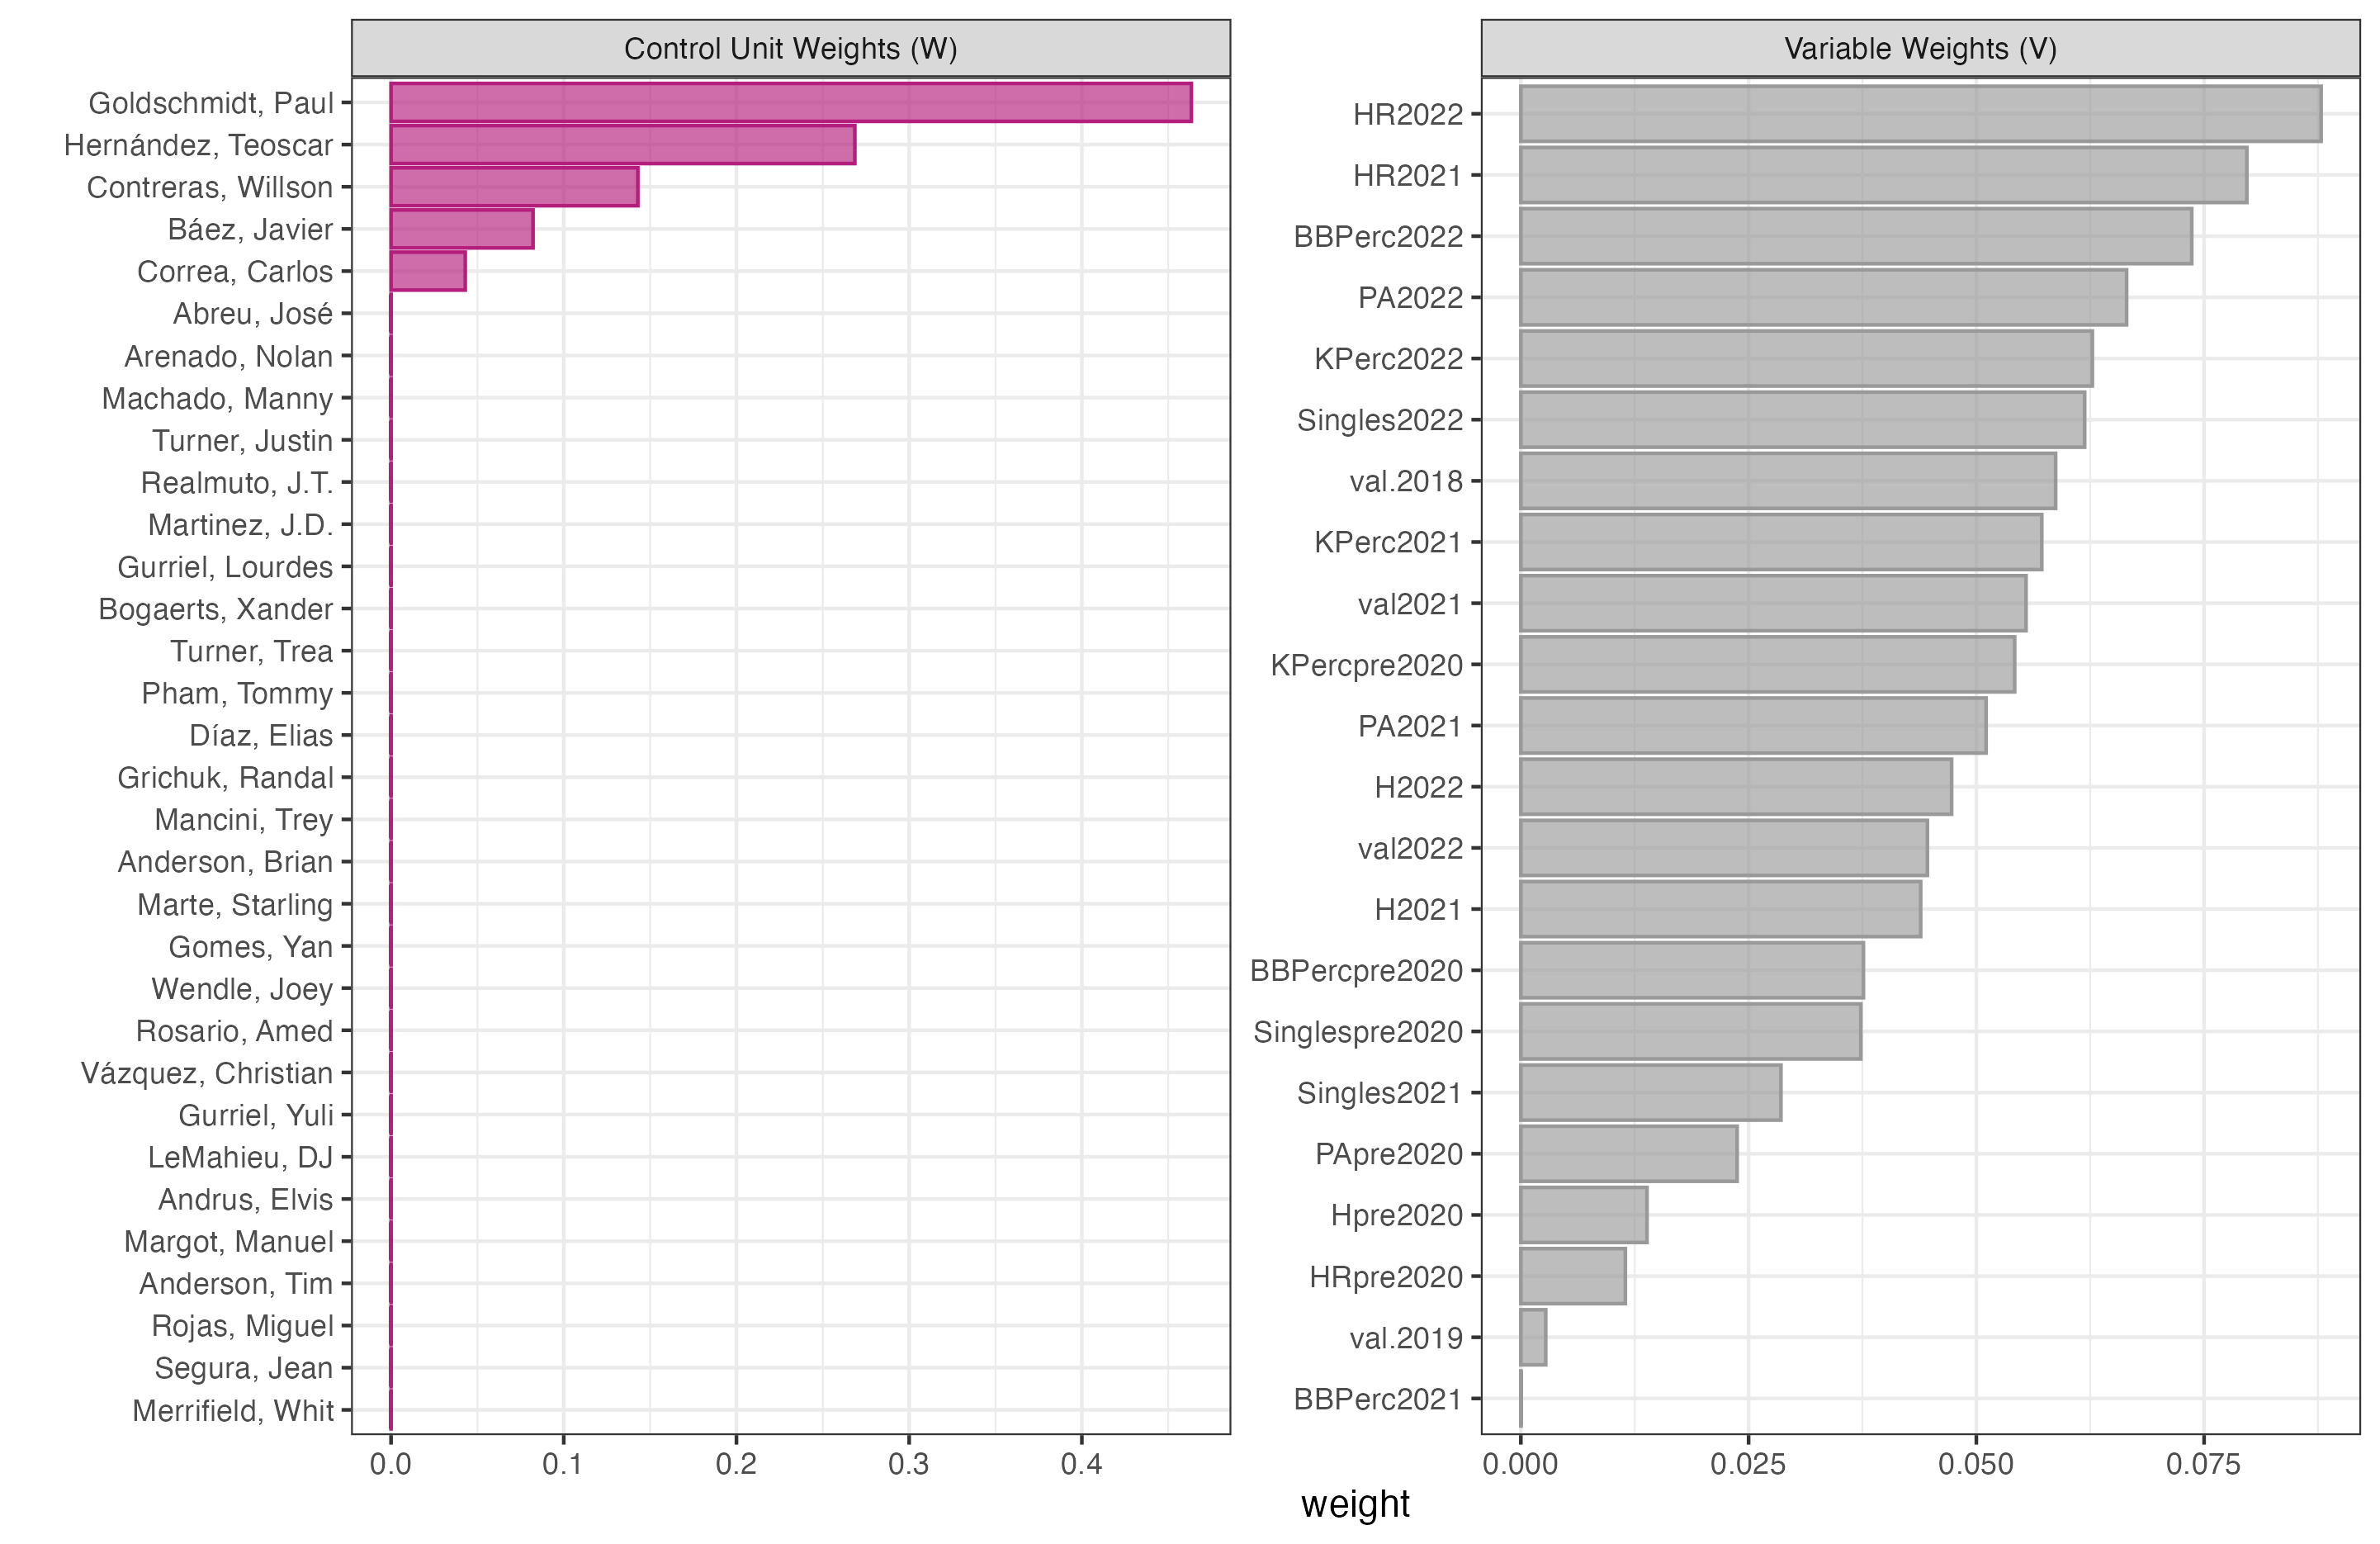 Control Unit Weights (W)
Goldschmidt, Paul
Hernández, Teoscar
Contreras, Willson
Báez, Javier
Correa, Carlos
Abreu, José
Arenado, Nolan
Machado, Manny
Turner, Justin
Realmuto, J.T.
Martinez, J.D.
Gurriel, Lourdes
Bogaerts, Xander
Turner, Trea
Pham, Tommy
Díaz, Elias
Grichuk, Randal
Mancini, Trey
Anderson, Brian
Marte, Starling
Gomes, Yan
Wendle, Joey
Rosario, Amed
Vázquez, Christian
Gurriel, Yuli
LeMahieu, DJ
Andrus, Elvis
Margot, Manuel
Anderson, Tim
Rojas, Miguel
Segura, Jean
Merrifield, Whit
0.0 0.1 0.2 0.3 0.4
Variable Weights (V)
HR2022
HR2021
BBPerc2022
PA2022
KPerc2022
Singles2022
val.2018
KPerc2021
val2021
KPercpre2020
PA2021
H2022
val2022
H2021
BBPercpre2020
Singlespre2020
Singles2021
PApre2020
Hpre2020
HRpre2020
val.2019
BBPerc2021
0.000 0.025 0.050 0.075
weight